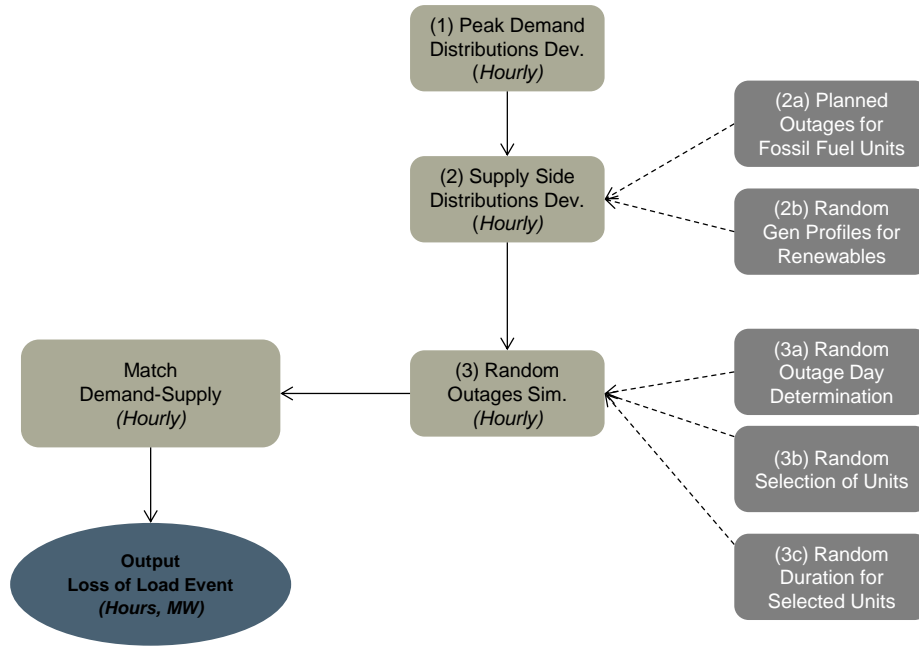 (1) Peak Demand
Distributions Dev.
(Hourly)
(2a) Planned
Outages for
Fossil Fuel Units
(2) Supply Side
Distributions Dev.
(Hourly)
(2b) Random
Gen Profiles for
Renewables
Match
Demand-Supply
(Hourly)
(3) Random
Outages Sim.
(Hourly)
(3a) Random
Outage Day
Determination
(3b) Random
Selection of Units
(3c) Random
Duration for
Selected Units
Output
Loss of Load Event
(Hours, MW)